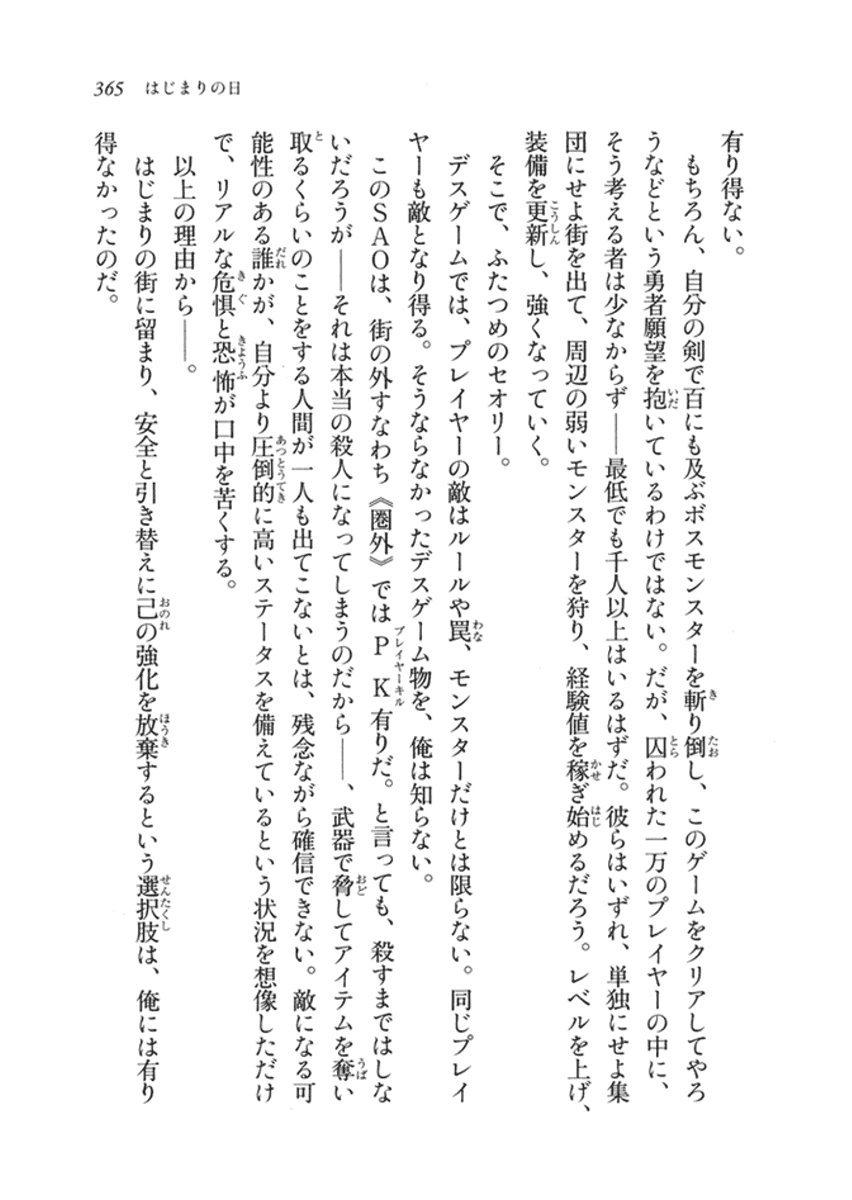 365 はじまりの日
有り得ない。
もちろん、自分の剣で百にも及ぶボスモンスターを斬り倒し、このゲームをクリアしてやろ
うなどという勇者願望を抱いているわけではない。だが、囚われた一万のプレイヤーの中に、
そう考える者は少なからず――最低でも千人以上はいるはずだ。彼らはいずれ、単独にせよ集
団にせよ街を出て、周辺の弱いモンスターを狩り、経験値を稼ぎ始めるだろう。レベルを上げ、
装備を更新し、強くなっていく。
そこで、ふたつめのセオリー。
デスゲームでは、プレイヤーの敵はルールや罠、モンスターだけとは限らない。同じプレイ
ヤーも敵となり得る。そうならなかったデスゲーム物を、俺は知らない。
このSAOは、街の外すなわち《圏外》ではPK有りだ。と言っても、殺すまではしな
いだろうが――それは本当の殺人になってしまうのだから――、武器で脅してアイテムを奪い
取るくらいのことをする人間が一人も出てこないとは、残念ながら確信できない。敵になる可
能性のある誰かが、自分より圧倒的に高いステータスを備えているという状況を想像しただけ
で、リアルな危惧と恐怖が口中を苦くする。
以上の理由から――。
はじまりの街に留まり、安全と引き替えに己の強化を放棄するという選択肢は、俺には有り
得なかったのだ。